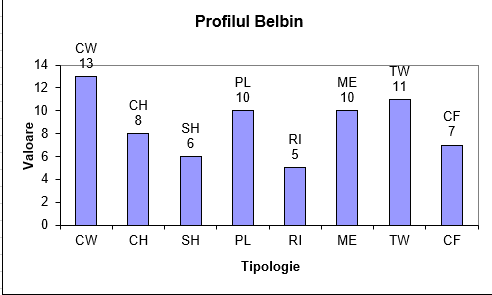 Profilul Belbin
Valoare
14
12
10
8
6
4
2
0
CW
13
CH
8
SH
6
PL
10
RI
5
ME
10
TW
11
CF
7
CW CH SH PL RI ME TW CF
Tipologie